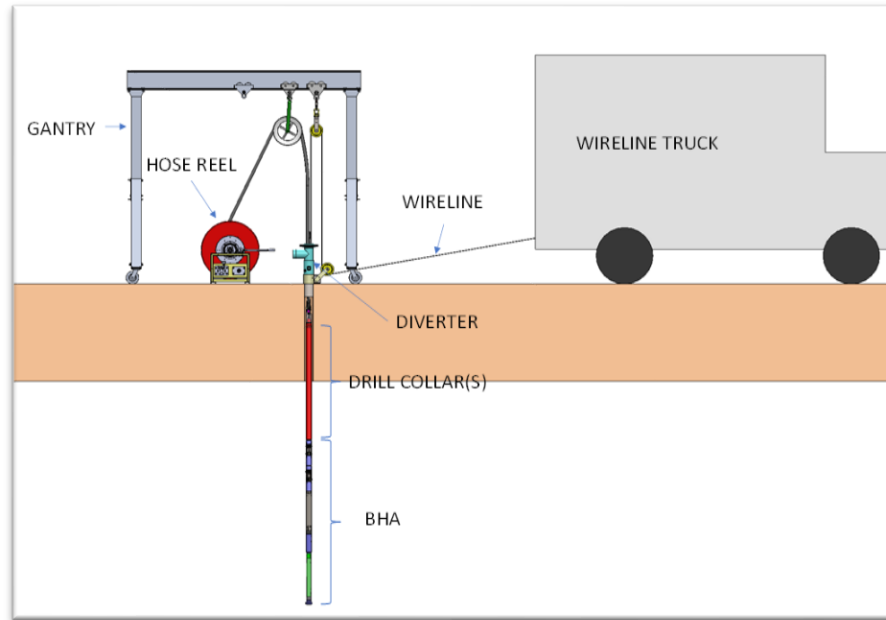 GANTRY
HOSE REEL
WIRELINE TRUCK
WIRELINE
DIVERTER
DRILL COLLAR(S)
BHA